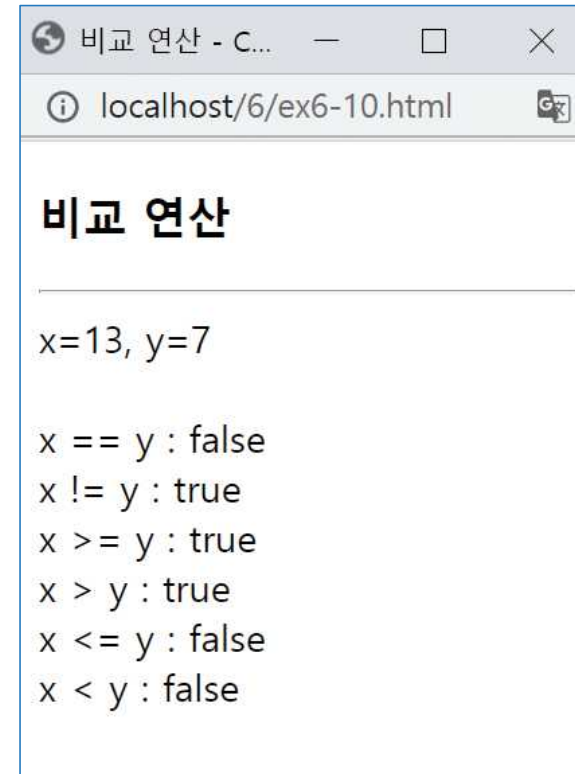 비교 연산 - C...
localhost/6/ex6-10.html
비교 연산
x=13, y=7
x == y : false
x != y : true
x >= y : true
x > y : true
x <= y : false
x < y : false